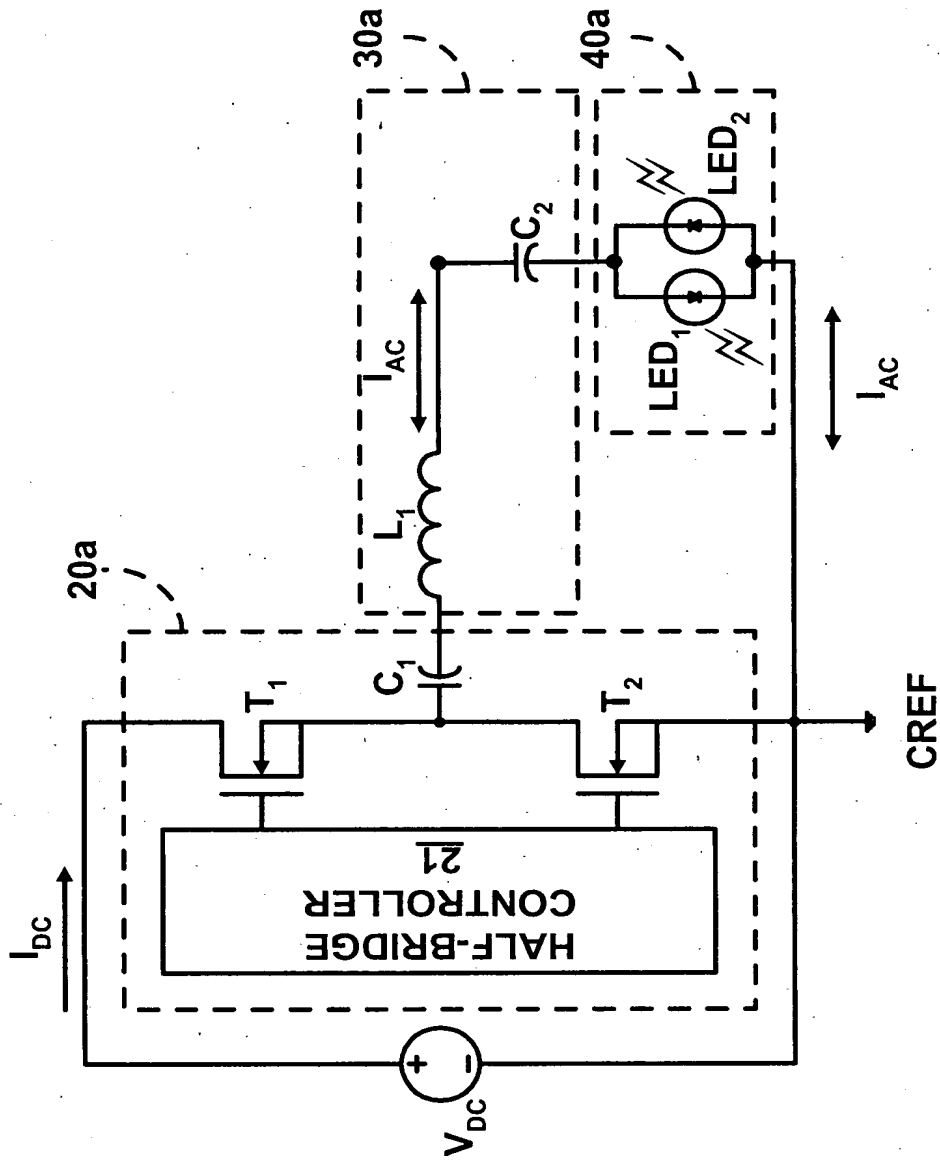 20a
30a
40a
I_DC
V_DC
+
−
HALF-BRIDGE
CONTROLLER
21
T₁
T₂
C₁
L₁
I_AC
C₂
LED₁
LED₂
I_AC
CREF